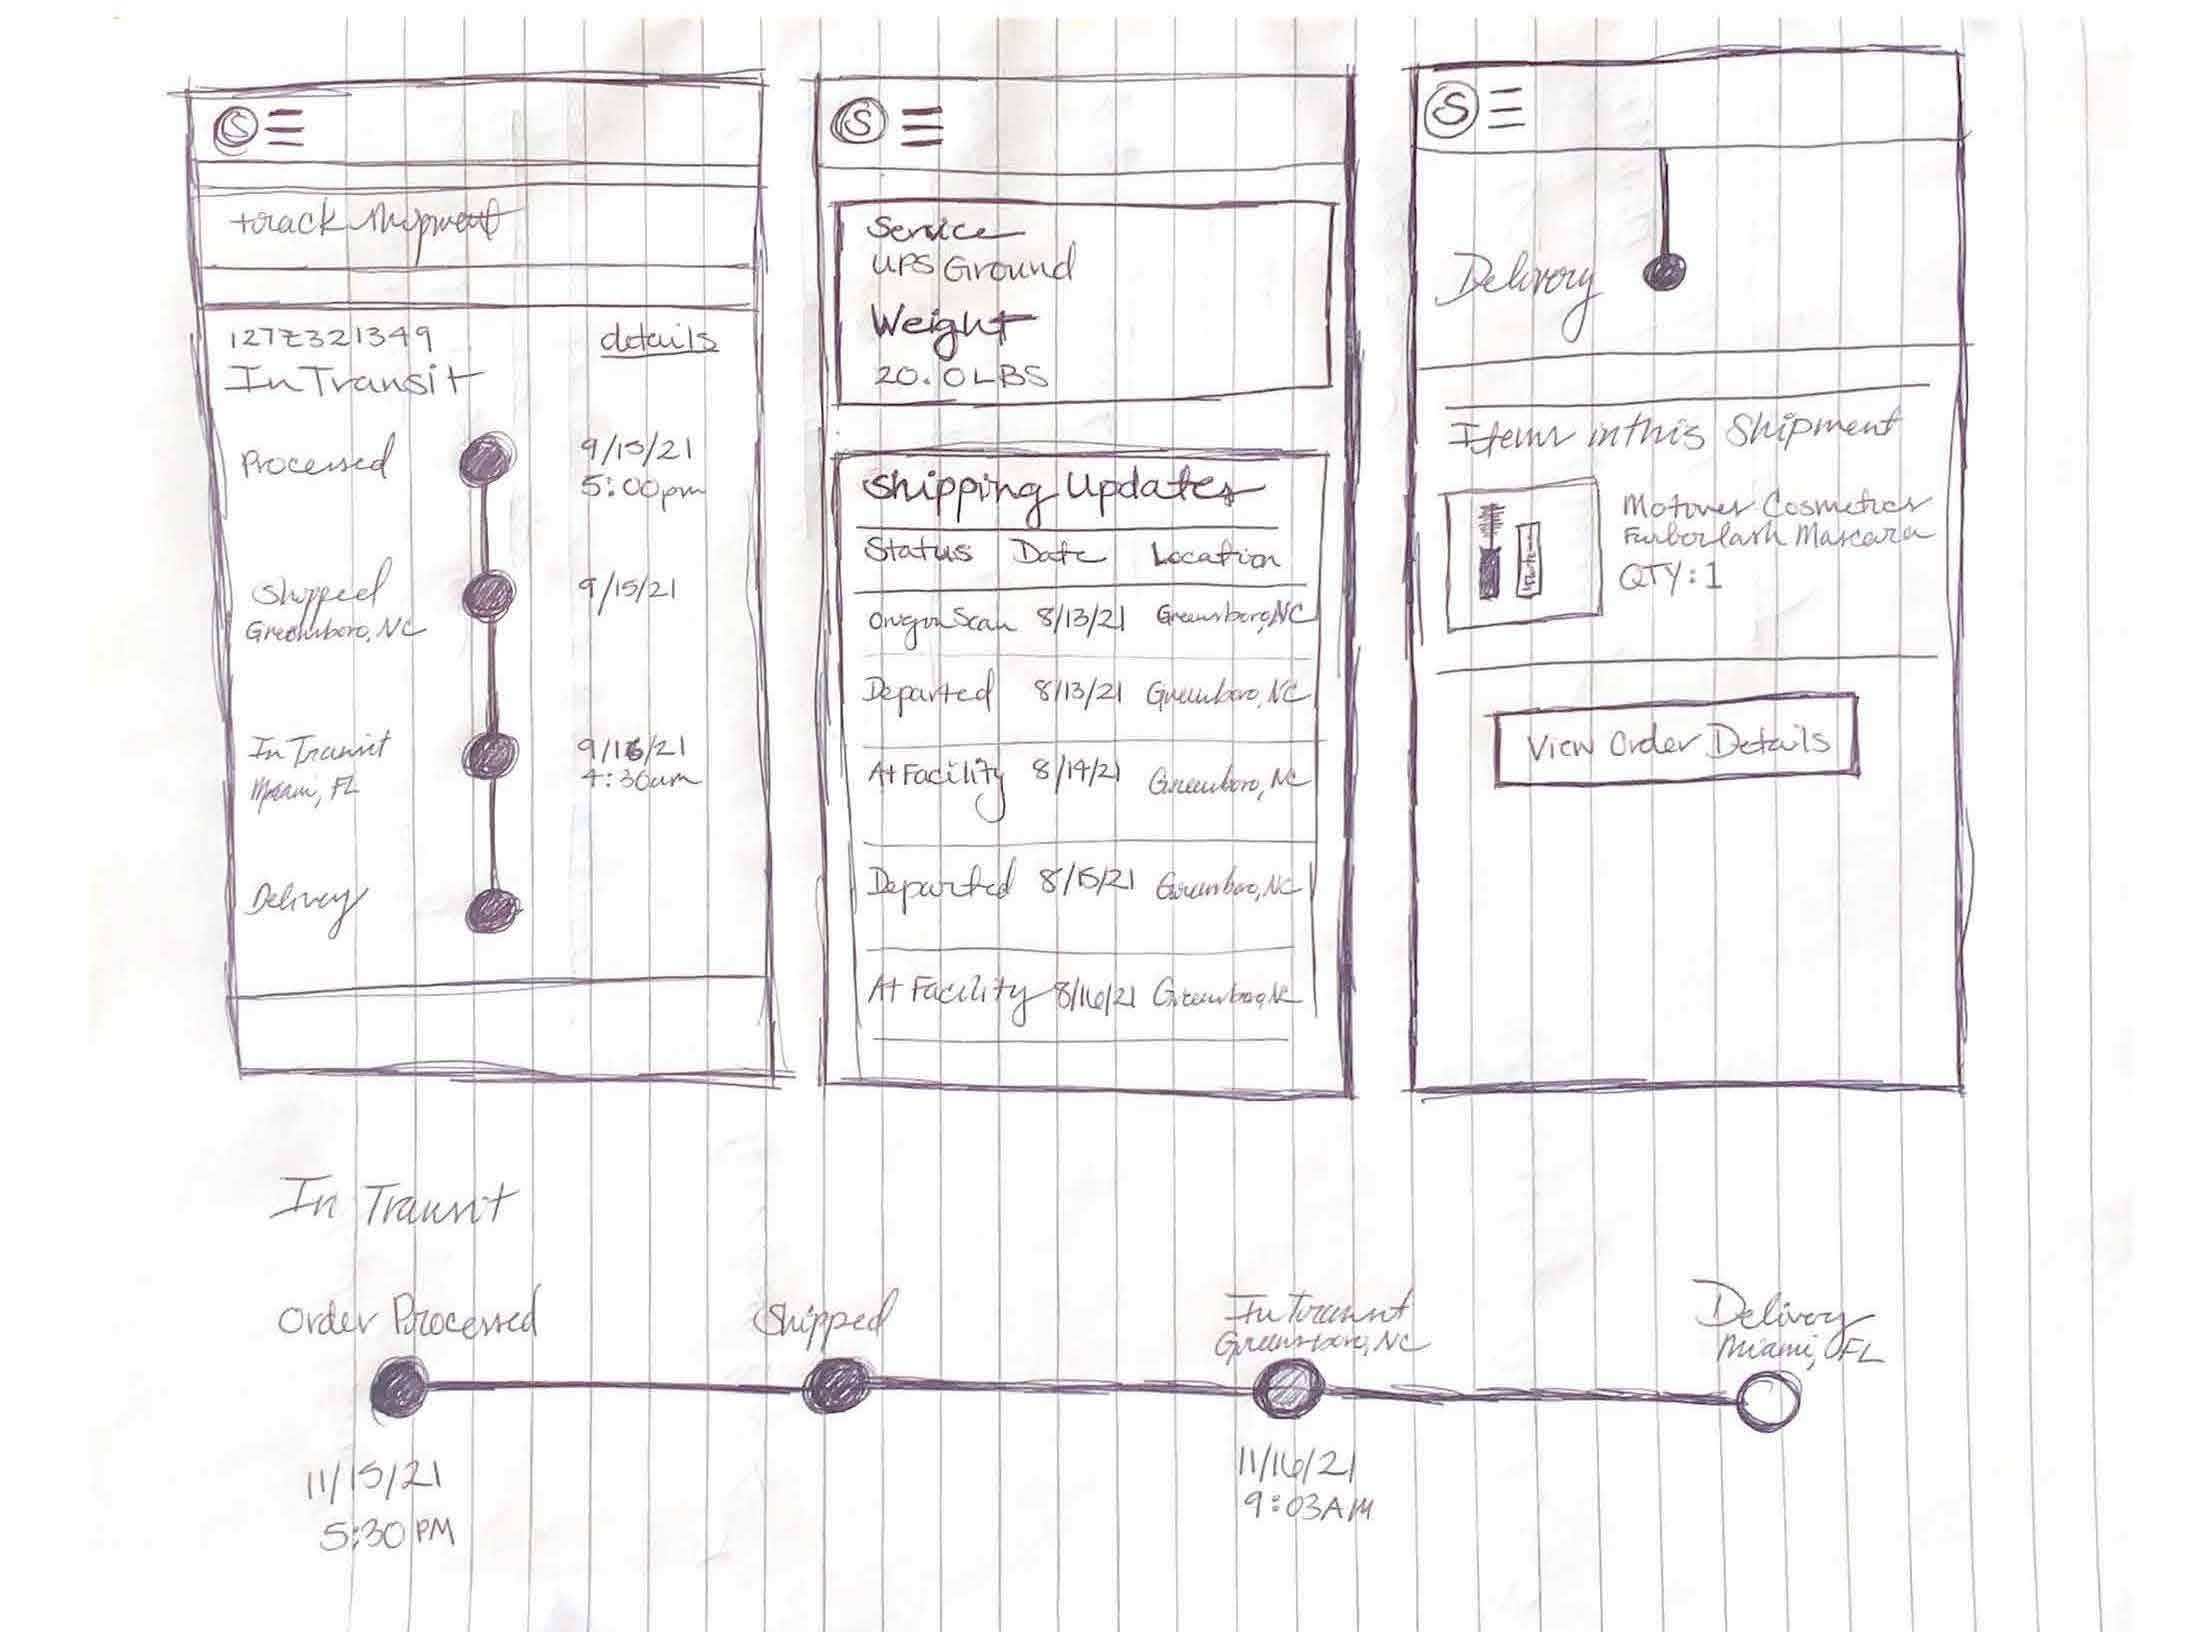 S
track shipment
127Z321349 details
In Transit
Processed 9/15/21
5:00pm
Shipped 9/15/21
Greensboro, NC
In Transit 9/16/21
Miami, FL 4:30am
Delivery
S
Service
UPS Ground
Weight
20.0LBS
Shipping Updates
Status Date Location
Scan 8/13/21 Greensboro, NC
Departed 8/13/21 Greensboro, NC
At Facility 8/14/21 Greensboro, NC
Departed 8/15/21 Greensboro, NC
At Facility 8/16/21 Greensboro, NC
S
Delivery
Items in this Shipment
Cosmetics
Mascara
QTY: 1
View Order Details
In Transit
Order Processed
11/15/21
5:30 PM
Shipped
In transit
Greensboro, NC
11/16/21
9:03AM
Delivery
Miami, FL